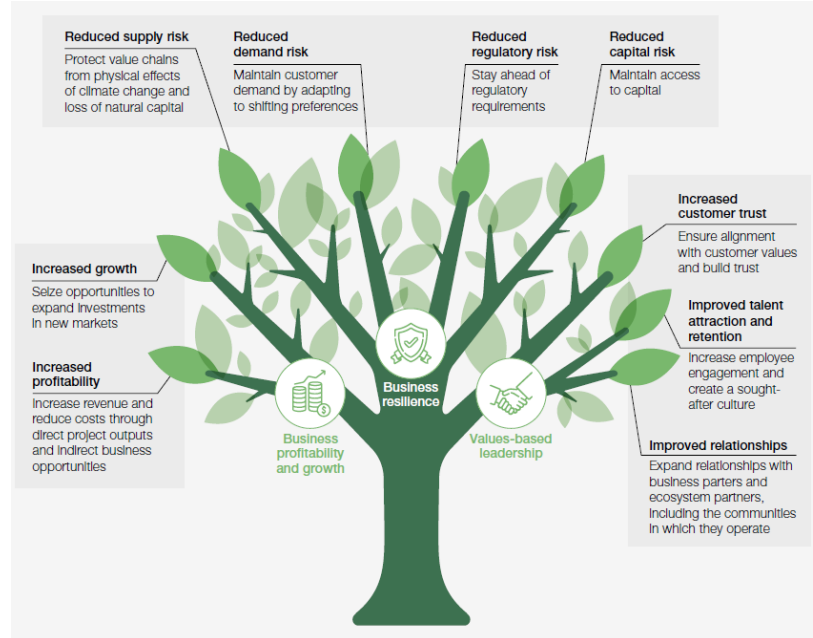 Reduced supply risk
Protect value chains
from physical effects
of climate change and
loss of natural capital
Reduced
demand risk
Maintain customer
demand by adapting
to shifting preferences
Reduced
regulatory risk
Stay ahead of
regulatory
requirements
Reduced
capital risk
Maintain access
to capital
Increased growth
Seize opportunities to
expand investments
in new markets
Increased
profitability
Increase revenue and
reduce costs through
direct project outputs
and indirect business
opportunities
Business
profitability
and growth
$
Business
resilience
Values-based
leadership
Increased
customer trust
Ensure alignment
with customer values
and build trust
Improved talent
attraction and
retention
Increase employee
engagement and
create a sought-
after culture
Improved relationships
Expand relationships with
business parters and
ecosystem partners,
including the communities
in which they operate